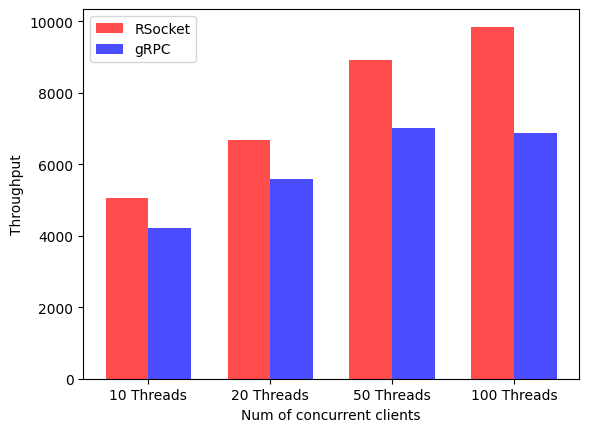 RSocket
gRPC
10000
8000
6000
4000
2000
0
Throughput
10 Threads 20 Threads 50 Threads 100 Threads
Num of concurrent clients